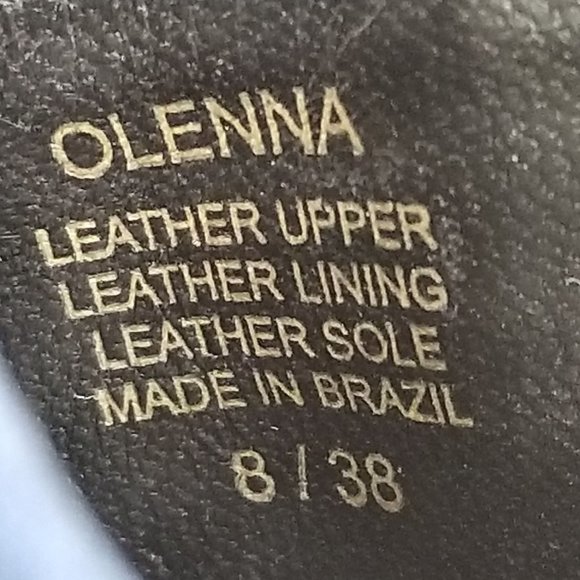 OLENNA
LEATHER UPPER
LEATHER LINING
LEATHER SOLE
MADE IN BRAZIL
8 / 38